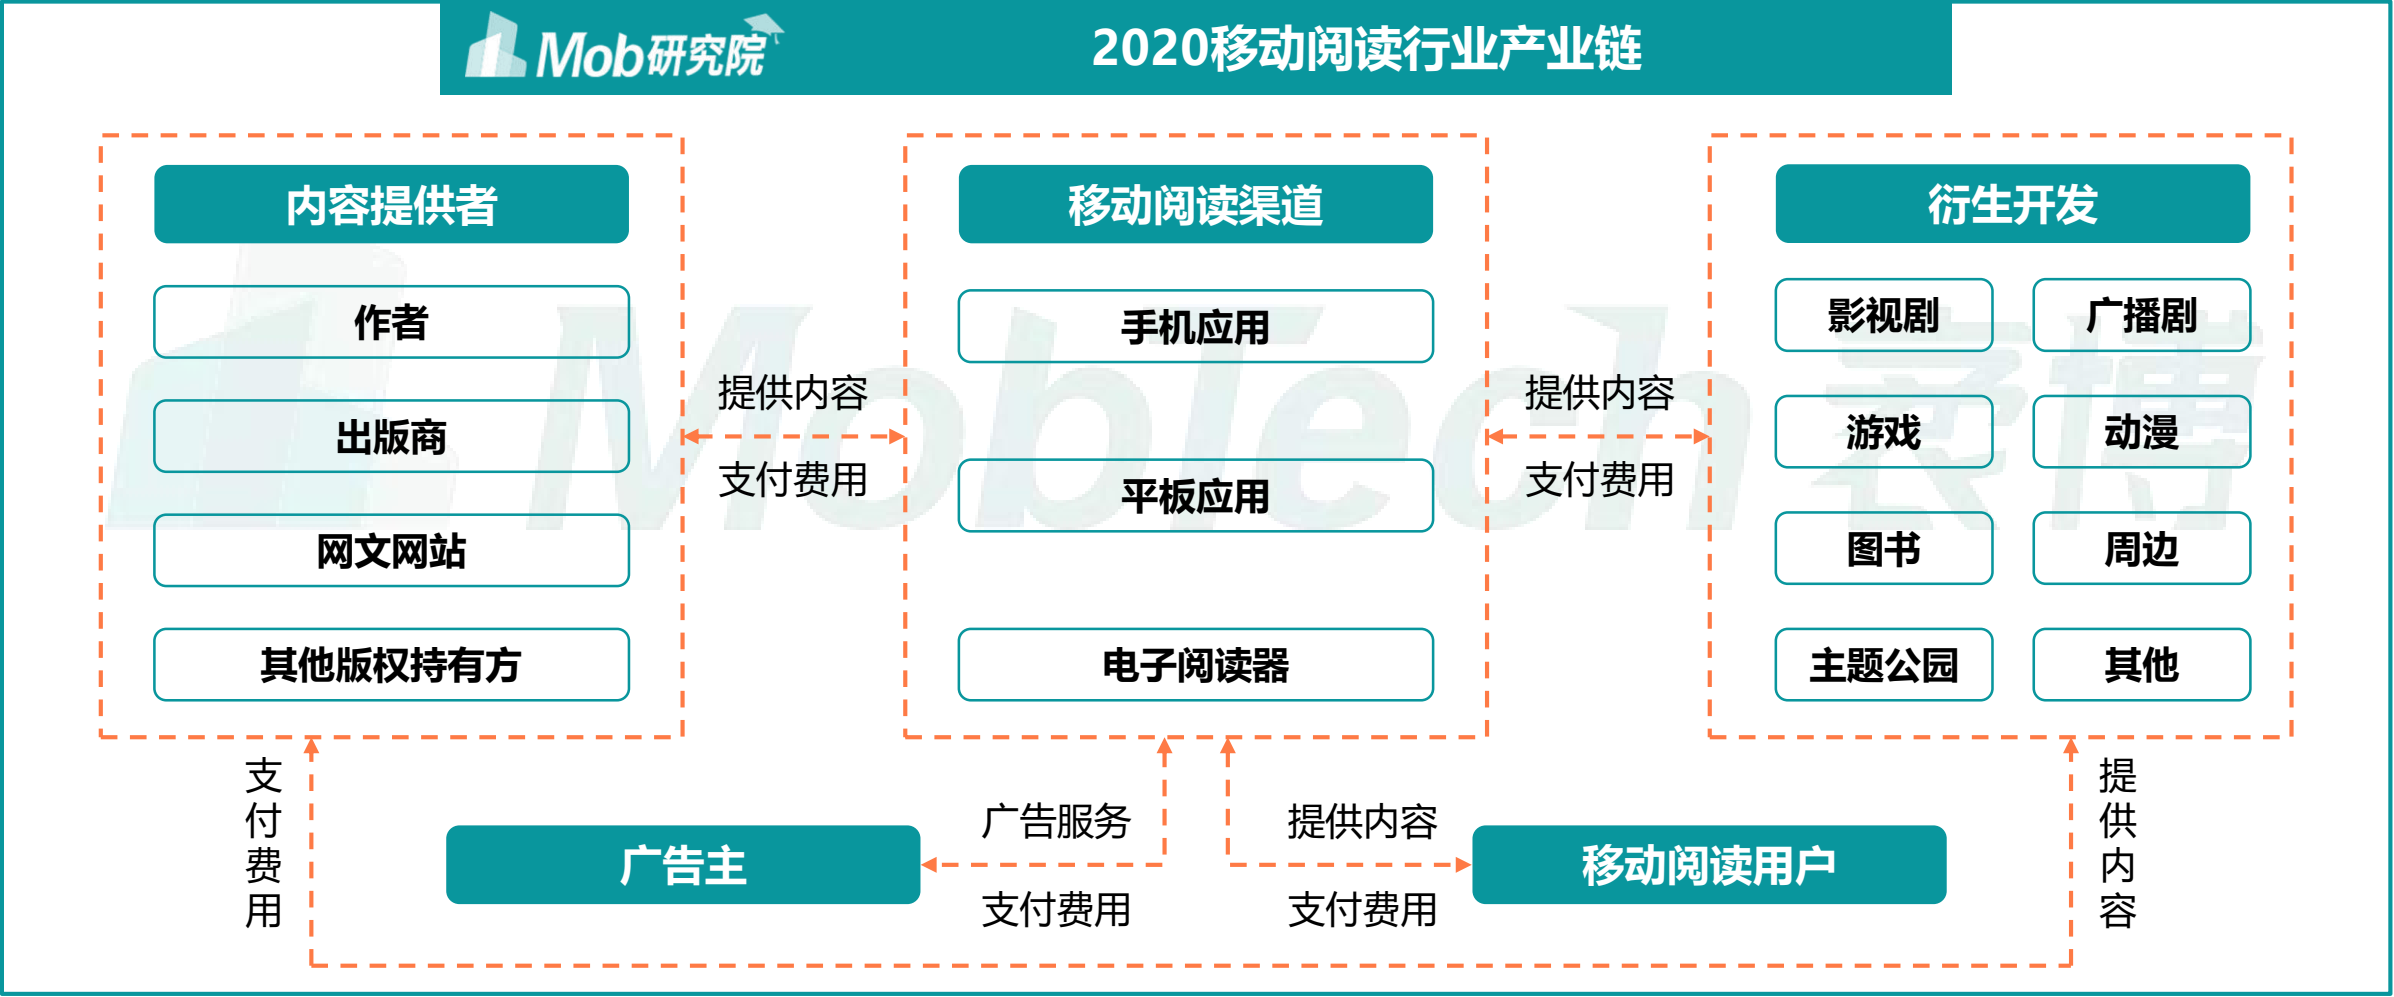 Mob研究院
2020移动阅读行业产业链
内容提供者
作者
出版商
网文网站
其他版权持有方
提供内容
支付费用
移动阅读渠道
手机应用
平板应用
电子阅读器
提供内容
支付费用
衍生开发
影视剧
广播剧
游戏
动漫
图书
周边
主题公园
其他
支付费用
广告主
广告服务
支付费用
提供内容
支付费用
移动阅读用户
提供内容
MobTech 袤博